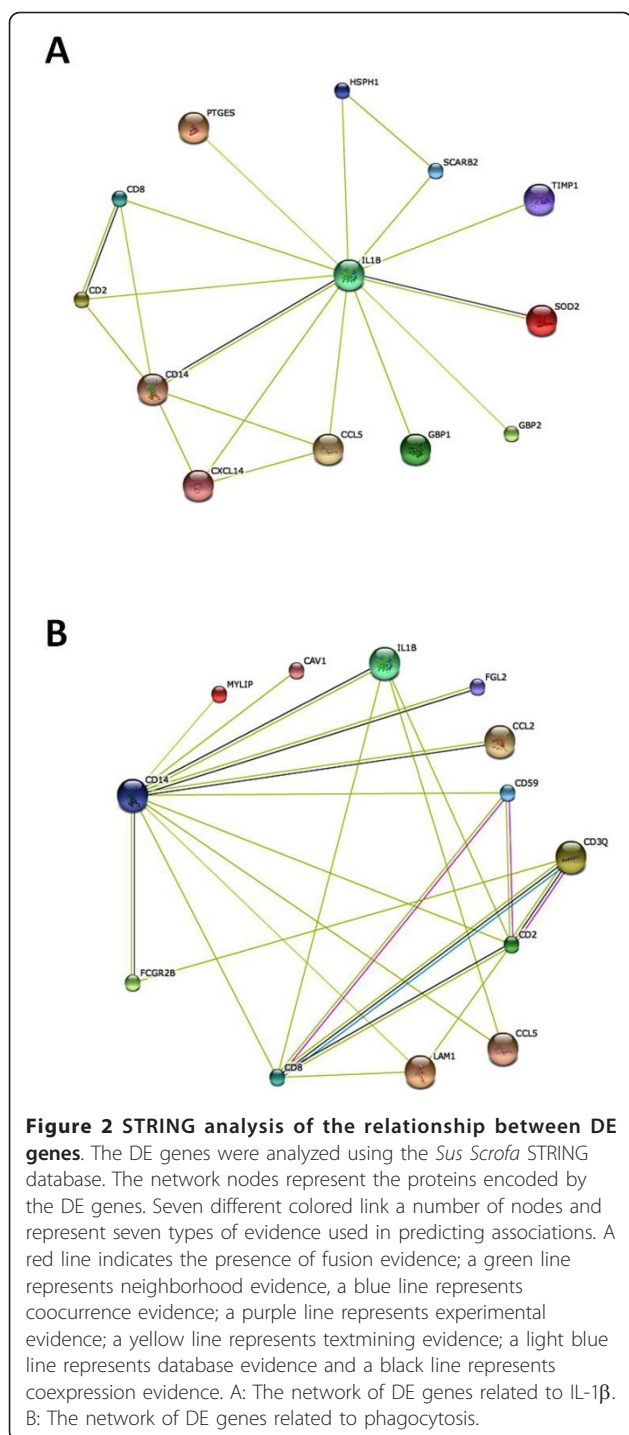 A
HSPH1
PTGES
SCARB2
CD8
TIMP1
IL1B
CD2
SOD2
CD14
GBP2
CCL5
GBP1
CXCL14
B
IL1B
CAV1
FGL2
MYLIP
CCL2
CD14
CD59
CD3Q
CD2
FCGR2B
CCL5
LAM1
CD8
Figure 2 STRING analysis of the relationship between DE
genes. The DE genes were analyzed using the Sus Scrofa STRING
database. The network nodes represent the proteins encoded by
the DE genes. Seven different colored link a number of nodes and
represent seven types of evidence used in predicting associations. A
red line indicates the presence of fusion evidence; a green line
represents neighborhood evidence, a blue line represents
coocurrence evidence; a purple line represents experimental
evidence; a yellow line represents textmining evidence; a light blue
line represents database evidence and a black line represents
coexpression evidence. A: The network of DE genes related to IL-1β.
B: The network of DE genes related to phagocytosis.